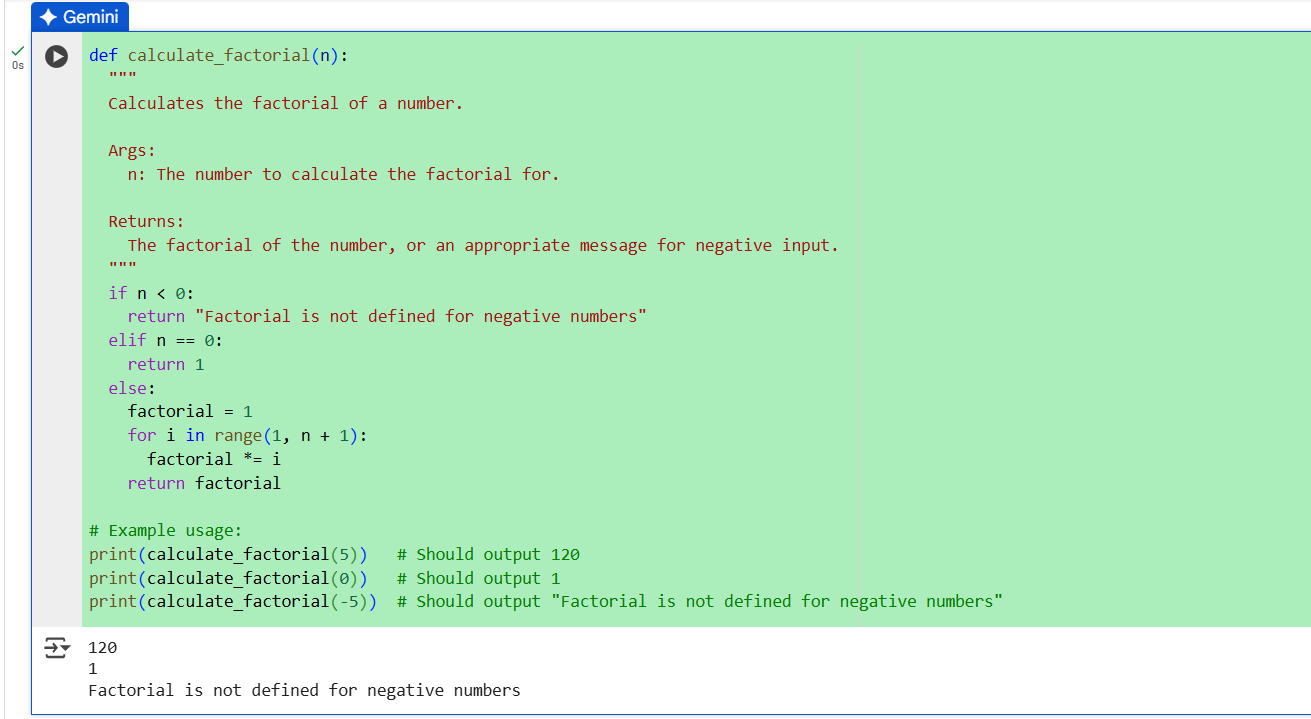 Gemini
0s
def calculate_factorial(n):
  """
  Calculates the factorial of a number.

  Args:
    n: The number to calculate the factorial for.

  Returns:
    The factorial of the number, or an appropriate message for negative input.
  """
  if n < 0:
    return "Factorial is not defined for negative numbers"
  elif n == 0:
    return 1
  else:
    factorial = 1
    for i in range(1, n + 1):
      factorial *= i
    return factorial

# Example usage:
print(calculate_factorial(5))   # Should output 120
print(calculate_factorial(0))   # Should output 1
print(calculate_factorial(-5))  # Should output "Factorial is not defined for negative numbers"
120
1
Factorial is not defined for negative numbers